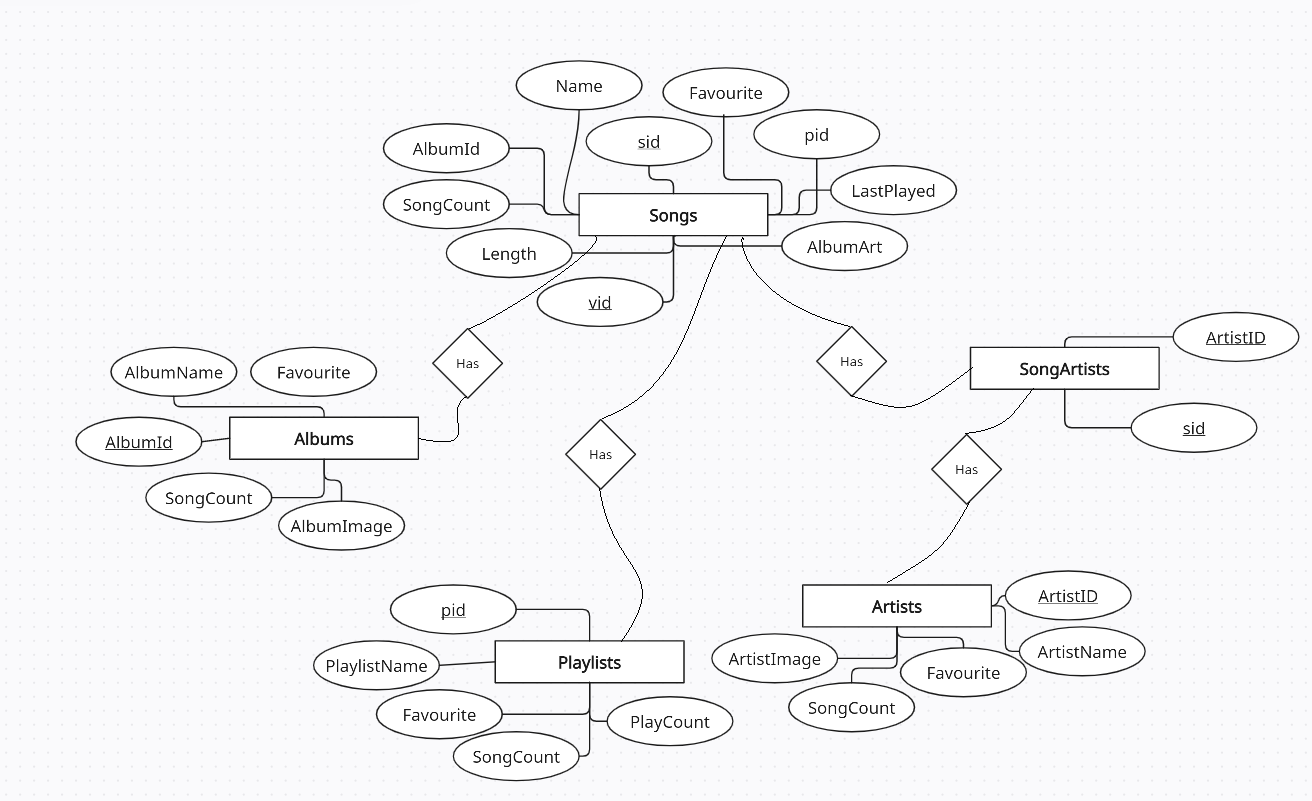 Name
Favourite
sid
pid
AlbumId
LastPlayed
SongCount
Songs
Length
AlbumArt
vid
ArtistID
Has
Has
SongArtists
AlbumName
Favourite
sid
Albums
AlbumId
Has
Has
SongCount
AlbumImage
pid
ArtistID
Artists
PlaylistName
Playlists
ArtistImage
ArtistName
Favourite
Favourite
PlayCount
SongCount
SongCount